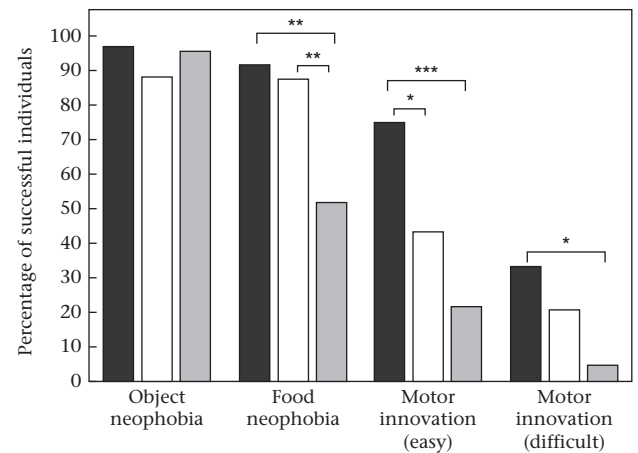 Percentage of successful individuals
100
90
80
70
60
50
40
30
20
10
0
**
**
***
*
*
Object
neophobia
Food
neophobia
Motor
innovation
(easy)
Motor
innovation
(difficult)